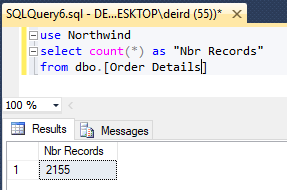 SQLQuery6.sql - DE...ESKTOP\deird (55))*
use Northwind
select count(*) as "Nbr Records"
from dbo.[Order Details]
100 %
Results Messages
Nbr Records
1 2155